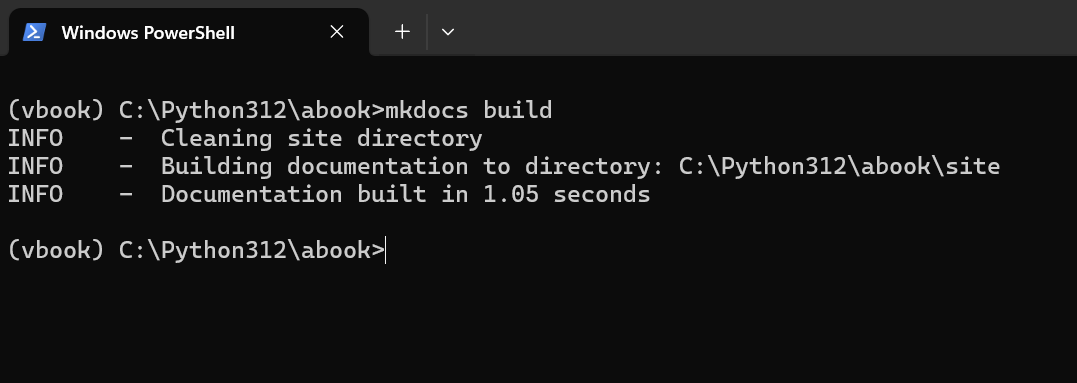 Windows PowerShell
(vbook) C:\Python312\abook>mkdocs build
INFO    -  Cleaning site directory
INFO    -  Building documentation to directory: C:\Python312\abook\site
INFO    -  Documentation built in 1.05 seconds
(vbook) C:\Python312\abook>